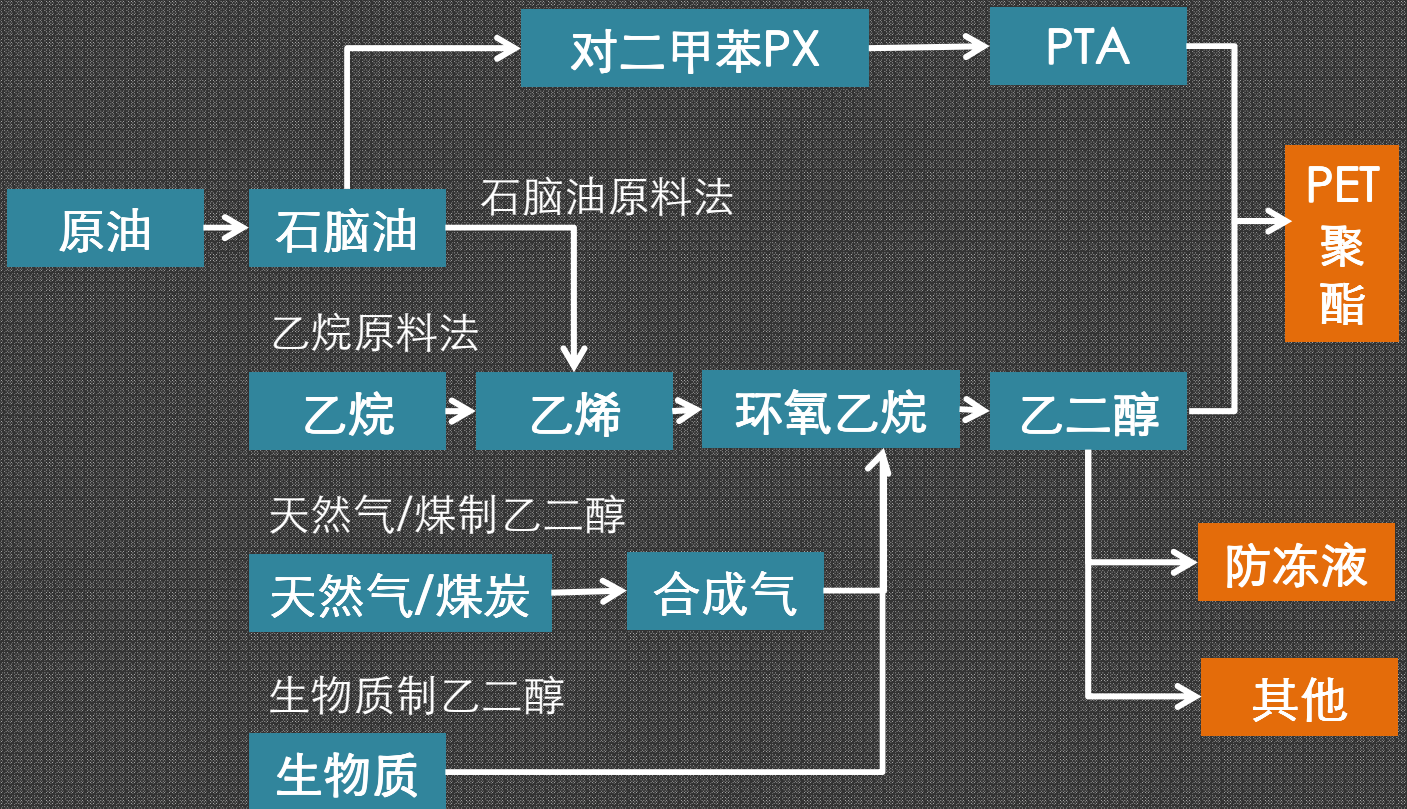 对二甲苯PX
PTA
石脑油原料法
原油
石脑油
PET
聚
酯
乙烷原料法
乙烷
乙烯
环氧乙烷
乙二醇
天然气/煤制乙二醇
天然气/煤炭
合成气
防冻液
生物质制乙二醇
其他
生物质